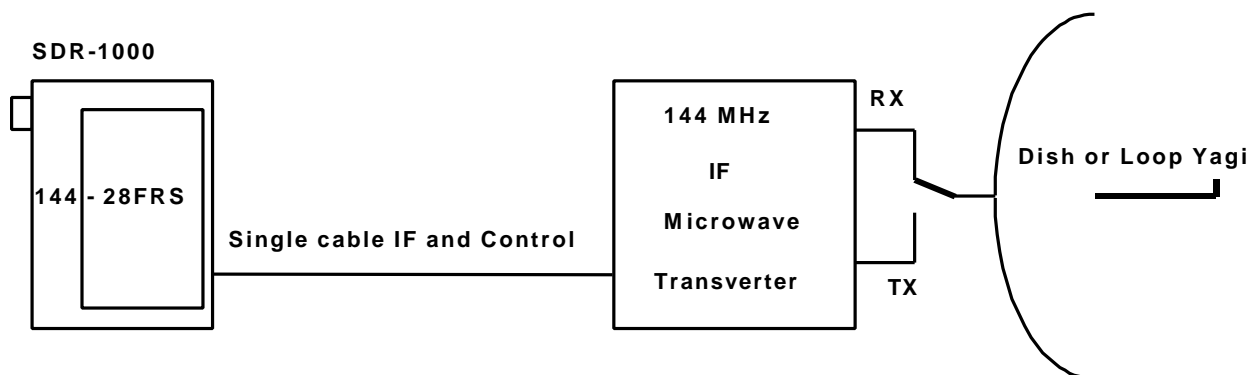 SDR-1000
144 - 28FRS
Single cable IF and Control
144 MHz
IF
Microwave
Transverter
RX
TX
Dish or Loop Yagi